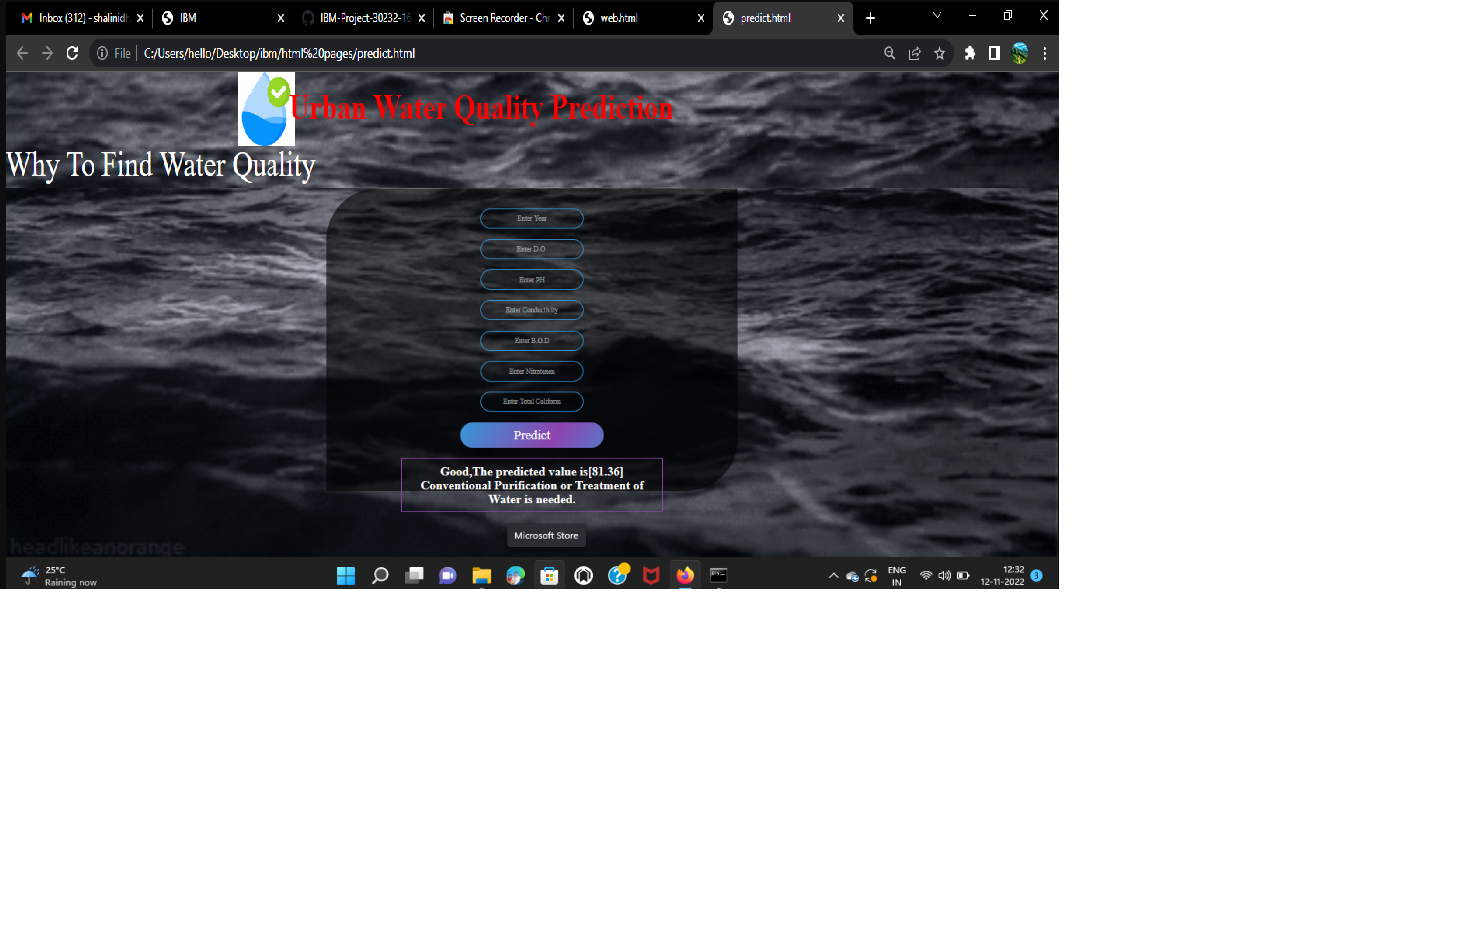 Inbox (312) - shalinidh
IBM
IBM-Project-30232-16
Screen Recorder - Chr
web.html
predict.html
File
C:/Users/hello/Desktop/ibm/html%20pages/predict.html
Urban Water Quality Prediction
Why To Find Water Quality
Enter Year
Enter D.O
Enter PH
Enter Conductivity
Enter B.O.D
Enter Nitratenen
Enter Total Coliform
Predict
Good,The predicted value is[81.36]
Conventional Purification or Treatment of
Water is needed.
Microsoft Store
headlikeanorange
25°C
Raining now
ENG
IN
12:32
12-11-2022
3